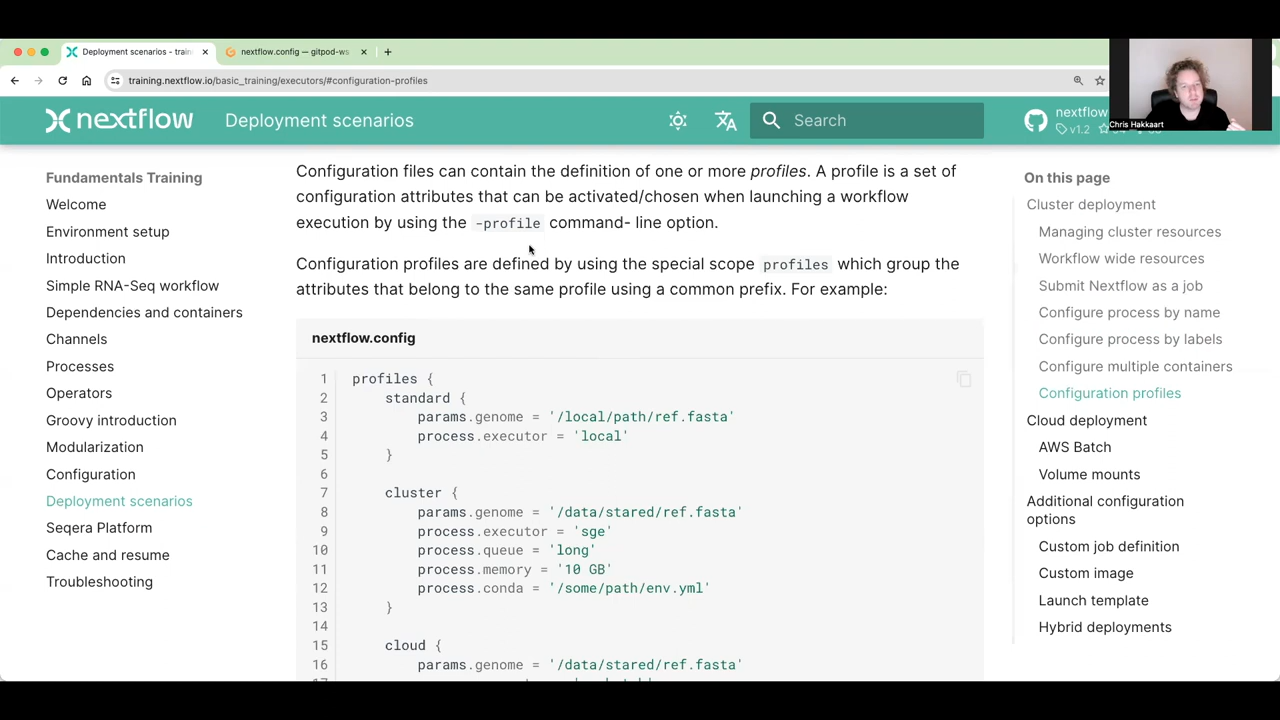 Deployment scenarios - train
nextflow.config — gitpod-ws
training.nextflow.io/basic_training/executors/#configuration-profiles
nextflow
Deployment scenarios
Search
nextflow
v1.2
Chris Hakkaart
Fundamentals Training
Welcome
Environment setup
Introduction
Simple RNA-Seq workflow
Dependencies and containers
Channels
Processes
Operators
Groovy introduction
Modularization
Configuration
Deployment scenarios
Seqera Platform
Cache and resume
Troubleshooting
Configuration files can contain the definition of one or more profiles. A profile is a set of
configuration attributes that can be activated/chosen when launching a workflow
execution by using the -profile command- line option.
Configuration profiles are defined by using the special scope profiles which group the
attributes that belong to the same profile using a common prefix. For example:
nextflow.config
1 profiles {
2 standard {
3 params.genome = '/local/path/ref.fasta'
4 process.executor = 'local'
5 }
6
7 cluster {
8 params.genome = '/data/stared/ref.fasta'
9 process.executor = 'sge'
10 process.queue = 'long'
11 process.memory = '10 GB'
12 process.conda = '/some/path/env.yml'
13 }
14
15 cloud {
16 params.genome = '/data/stared/ref.fasta'
On this page
Cluster deployment
Managing cluster resources
Workflow wide resources
Submit Nextflow as a job
Configure process by name
Configure process by labels
Configure multiple containers
Configuration profiles
Cloud deployment
AWS Batch
Volume mounts
Additional configuration
options
Custom job definition
Custom image
Launch template
Hybrid deployments